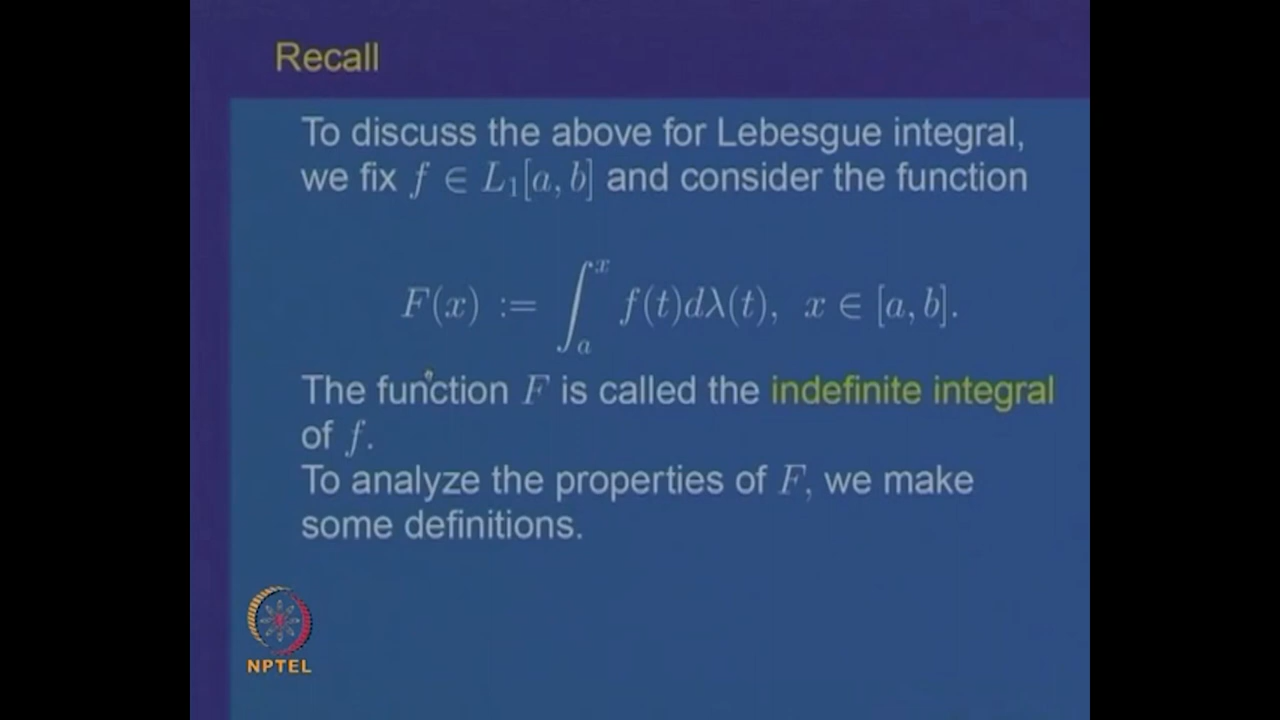 Recall
To discuss the above for Lebesgue integral,
we fix f ∈ L₁[a, b] and consider the function
F(x) := ∫ₐˣ f(t)dλ(t), x ∈ [a, b].
The function F is called the indefinite integral
of f.
To analyze the properties of F, we make
some definitions.
NPTEL